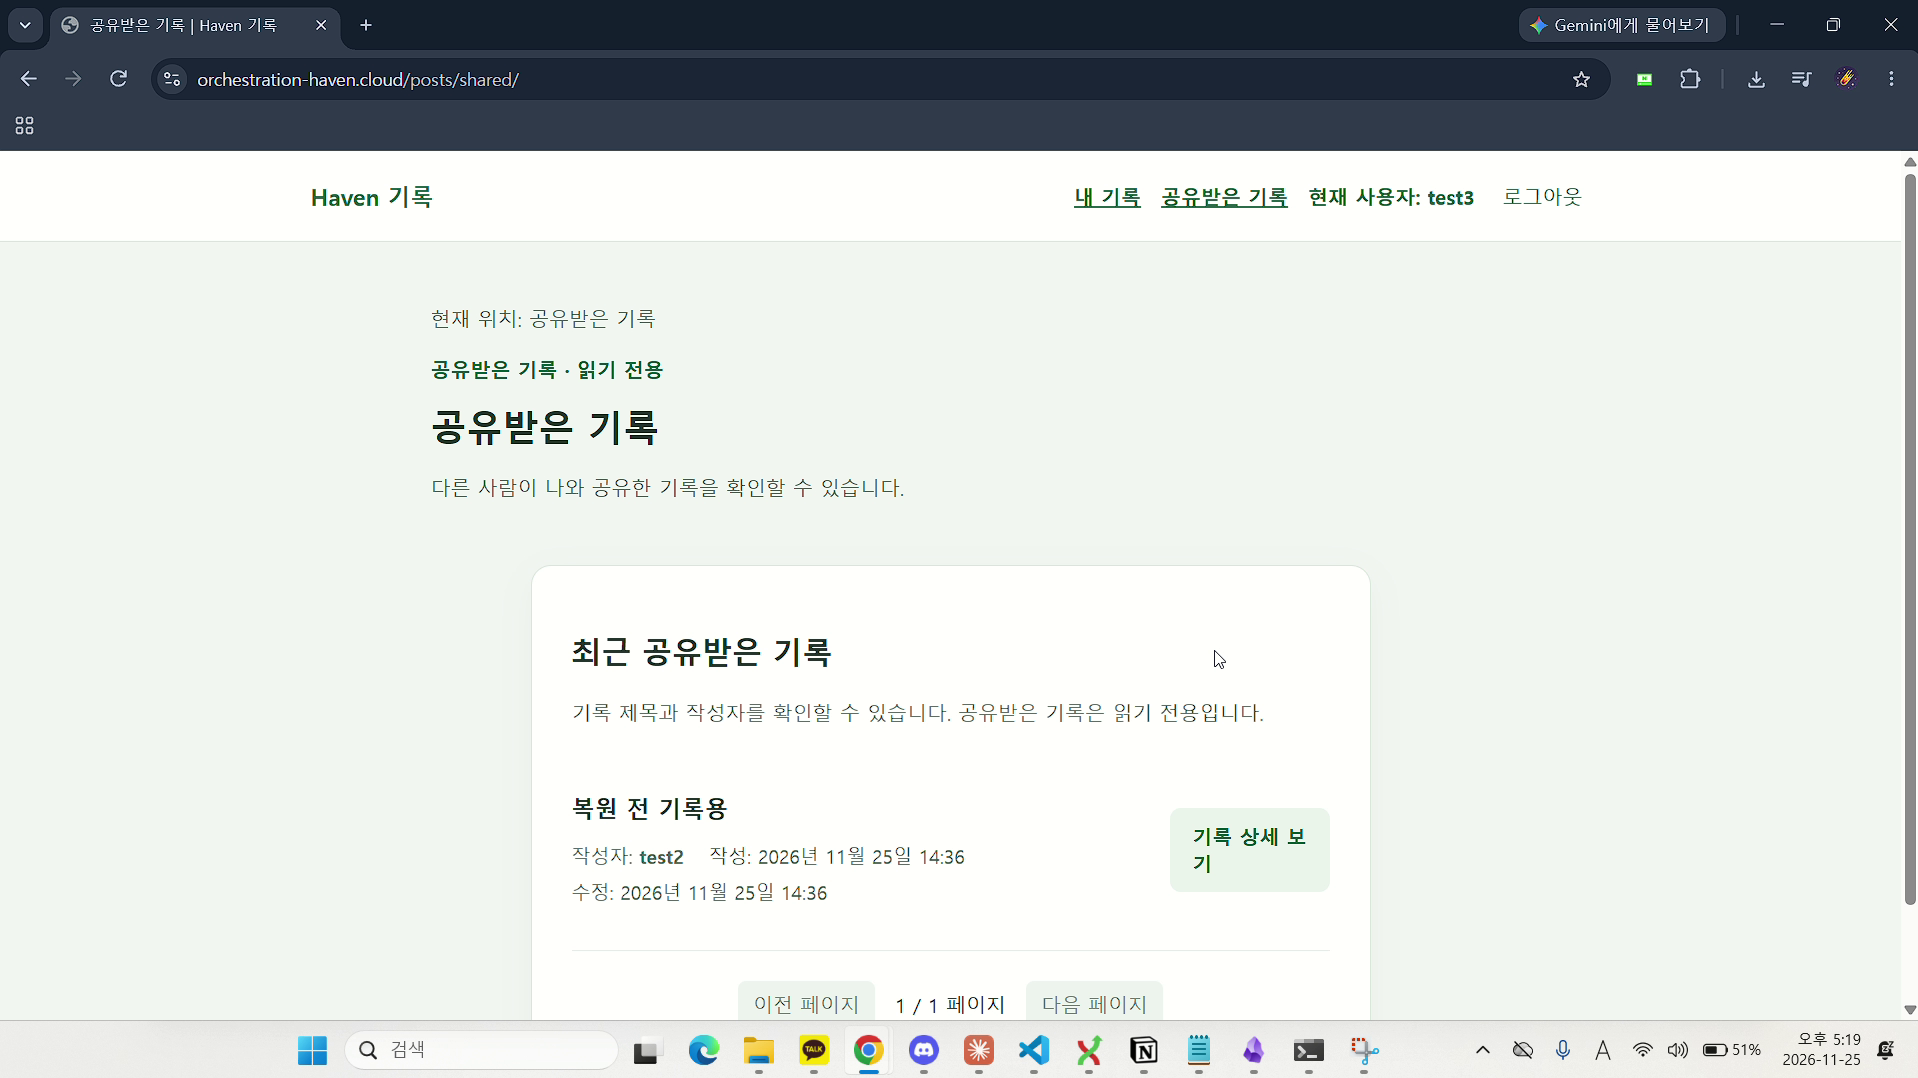 공유받은 기록 | Haven 기록
Gemini에게 물어보기
orchestration-haven.cloud/posts/shared/
Haven 기록
내 기록 공유받은 기록 현재 사용자: test3 로그아웃
현재 위치: 공유받은 기록
공유받은 기록 · 읽기 전용
공유받은 기록
다른 사람이 나와 공유한 기록을 확인할 수 있습니다.
최근 공유받은 기록
기록 제목과 작성자를 확인할 수 있습니다. 공유받은 기록은 읽기 전용입니다.
복원 전 기록용
작성자: test2 작성: 2026년 11월 25일 14:36
수정: 2026년 11월 25일 14:36
기록 상세 보
기
이전 페이지 1 / 1 페이지 다음 페이지
검색
TALK
A
51%
오후 5:19
2026-11-25